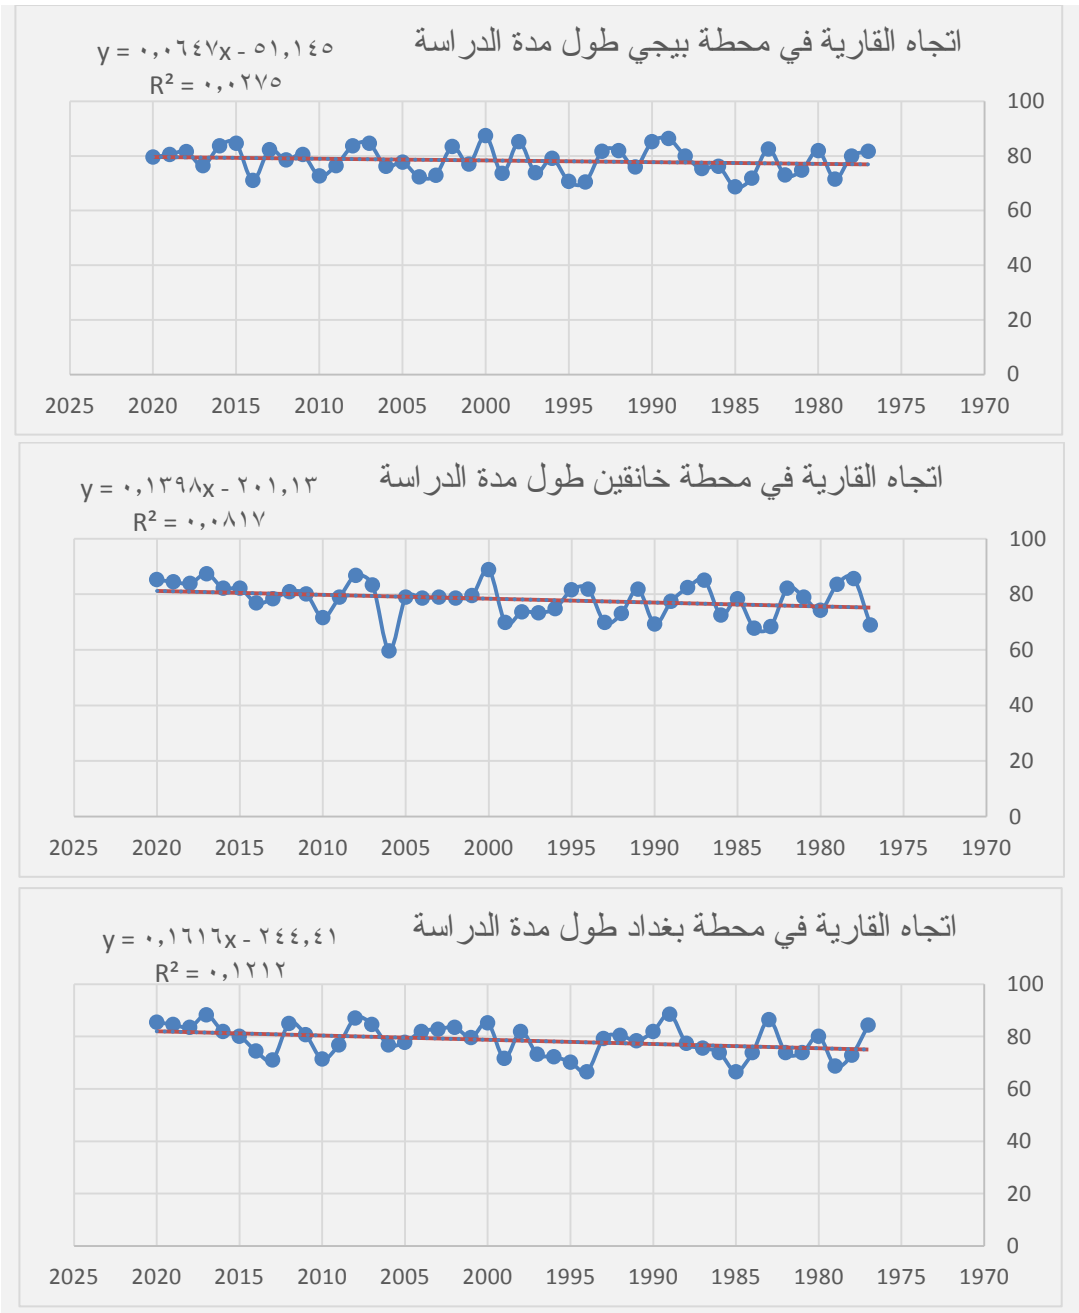 اتجاه القارية في محطة بيجي طول مدة الدراسة
y = ٠,٠٦٤٧x - ٥١,١٤٥
R² = ٠,٠٢٧٥
100
80
60
40
20
0
2025 2020 2015 2010 2005 2000 1995 1990 1985 1980 1975 1970
اتجاه القارية في محطة خانقين طول مدة الدراسة
y = ٠,١٣٩٨x - ٢٠١,١٣
R² = ٠,٠٨١٧
100
80
60
40
20
0
2025 2020 2015 2010 2005 2000 1995 1990 1985 1980 1975 1970
اتجاه القارية في محطة بغداد طول مدة الدراسة
y = ٠,١٦١٦x - ٢٤٤,٤١
R² = ٠,١٢١٢
100
80
60
40
20
0
2025 2020 2015 2010 2005 2000 1995 1990 1985 1980 1975 1970